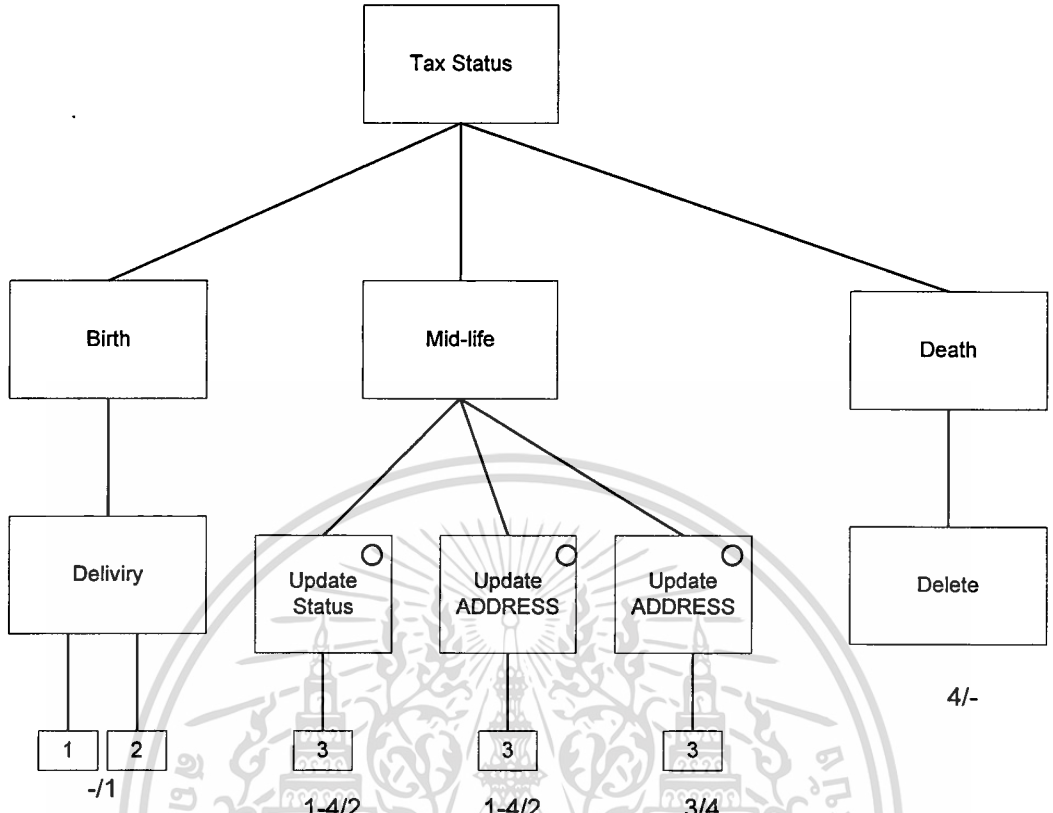 Tax Status
Birth
Mid-life
Death
Deliviry
Update
Status
Update
ADDRESS
Update
ADDRESS
Delete
1
2
3
3
3
-/1
1-4/2
1-4/2
3/4
4/-